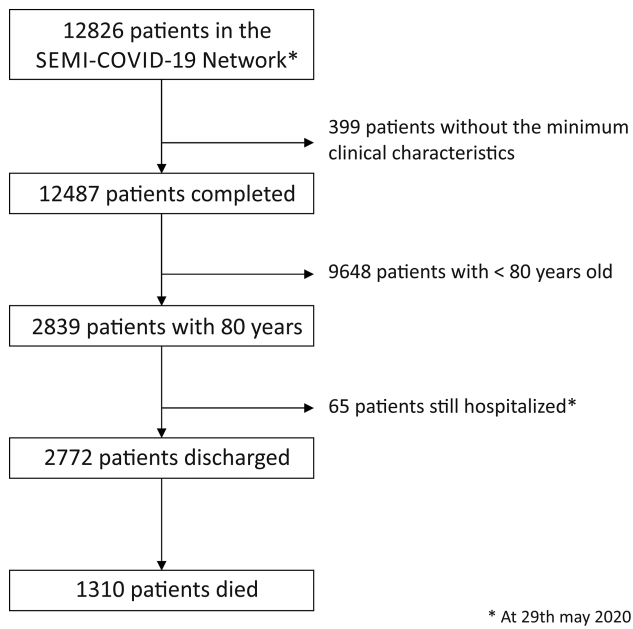 12826 patients in the
SEMI-COVID-19 Network*
399 patients without the minimum
clinical characteristics
12487 patients completed
9648 patients with < 80 years old
2839 patients with 80 years
65 patients still hospitalized*
2772 patients discharged
1310 patients died
* At 29th may 2020